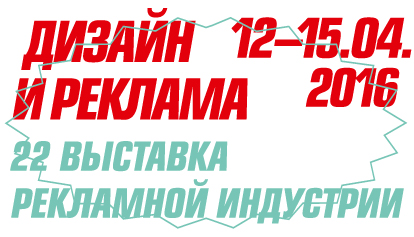 ДИЗАЙН
И РЕКЛАМА
12–15.04.
2016
22 ВЫСТАВКА
РЕКЛАМНОЙ ИНДУСТРИИ